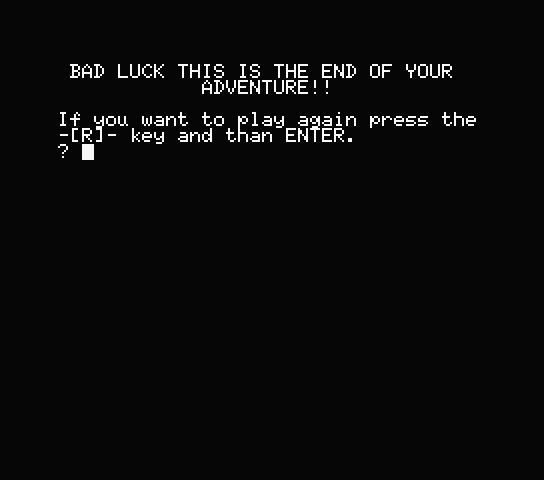 BAD LUCK THIS IS THE END OF YOUR
ADVENTURE!!
If you want to play again press the
-[R]- key and than ENTER.
?